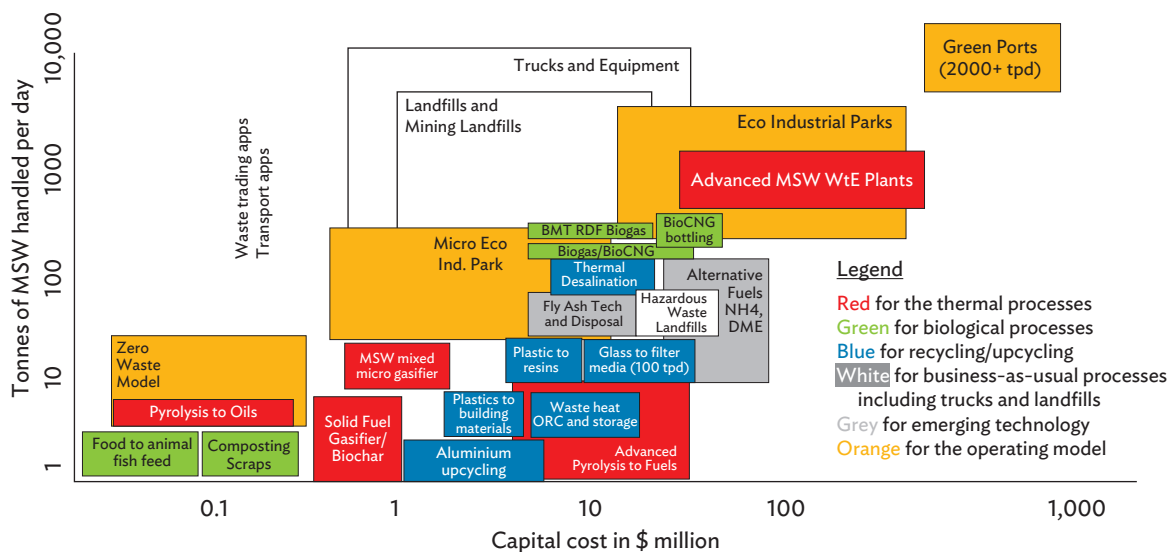 Tonnes of MSW handled per day
10,000
1000
100
10
1
Waste trading apps
Transport apps
Trucks and Equipment
Landfills and
Mining Landfills
Green Ports
(2000+ tpd)
Eco Industrial Parks
Advanced MSW WtE Plants
BioCNG
bottling
BMT RDF Biogas
Biogas/BioCNG
Micro Eco
Ind. Park
Thermal
Desalination
Alternative
Fuels
NH4,
DME
Fly Ash Tech
and Disposal
Hazardous
Waste
Landfills
Zero
Waste
Model
Pyrolysis to Oils
MSW mixed
micro gasifier
Plastic to
resins
Glass to filter
media (100 tpd)
Food to animal
fish feed
Composting
Scraps
Solid Fuel
Gasifier/
Biochar
Plastics to
building
materials
Waste heat
ORC and storage
Aluminium
upcycling
Advanced
Pyrolysis to Fuels
Legend
Red for the thermal processes
Green for biological processes
Blue for recycling/upcycling
White for business-as-usual processes
including trucks and landfills
Grey for emerging technology
Orange for the operating model
0.1
1
10
100
1,000
Capital cost in $ million